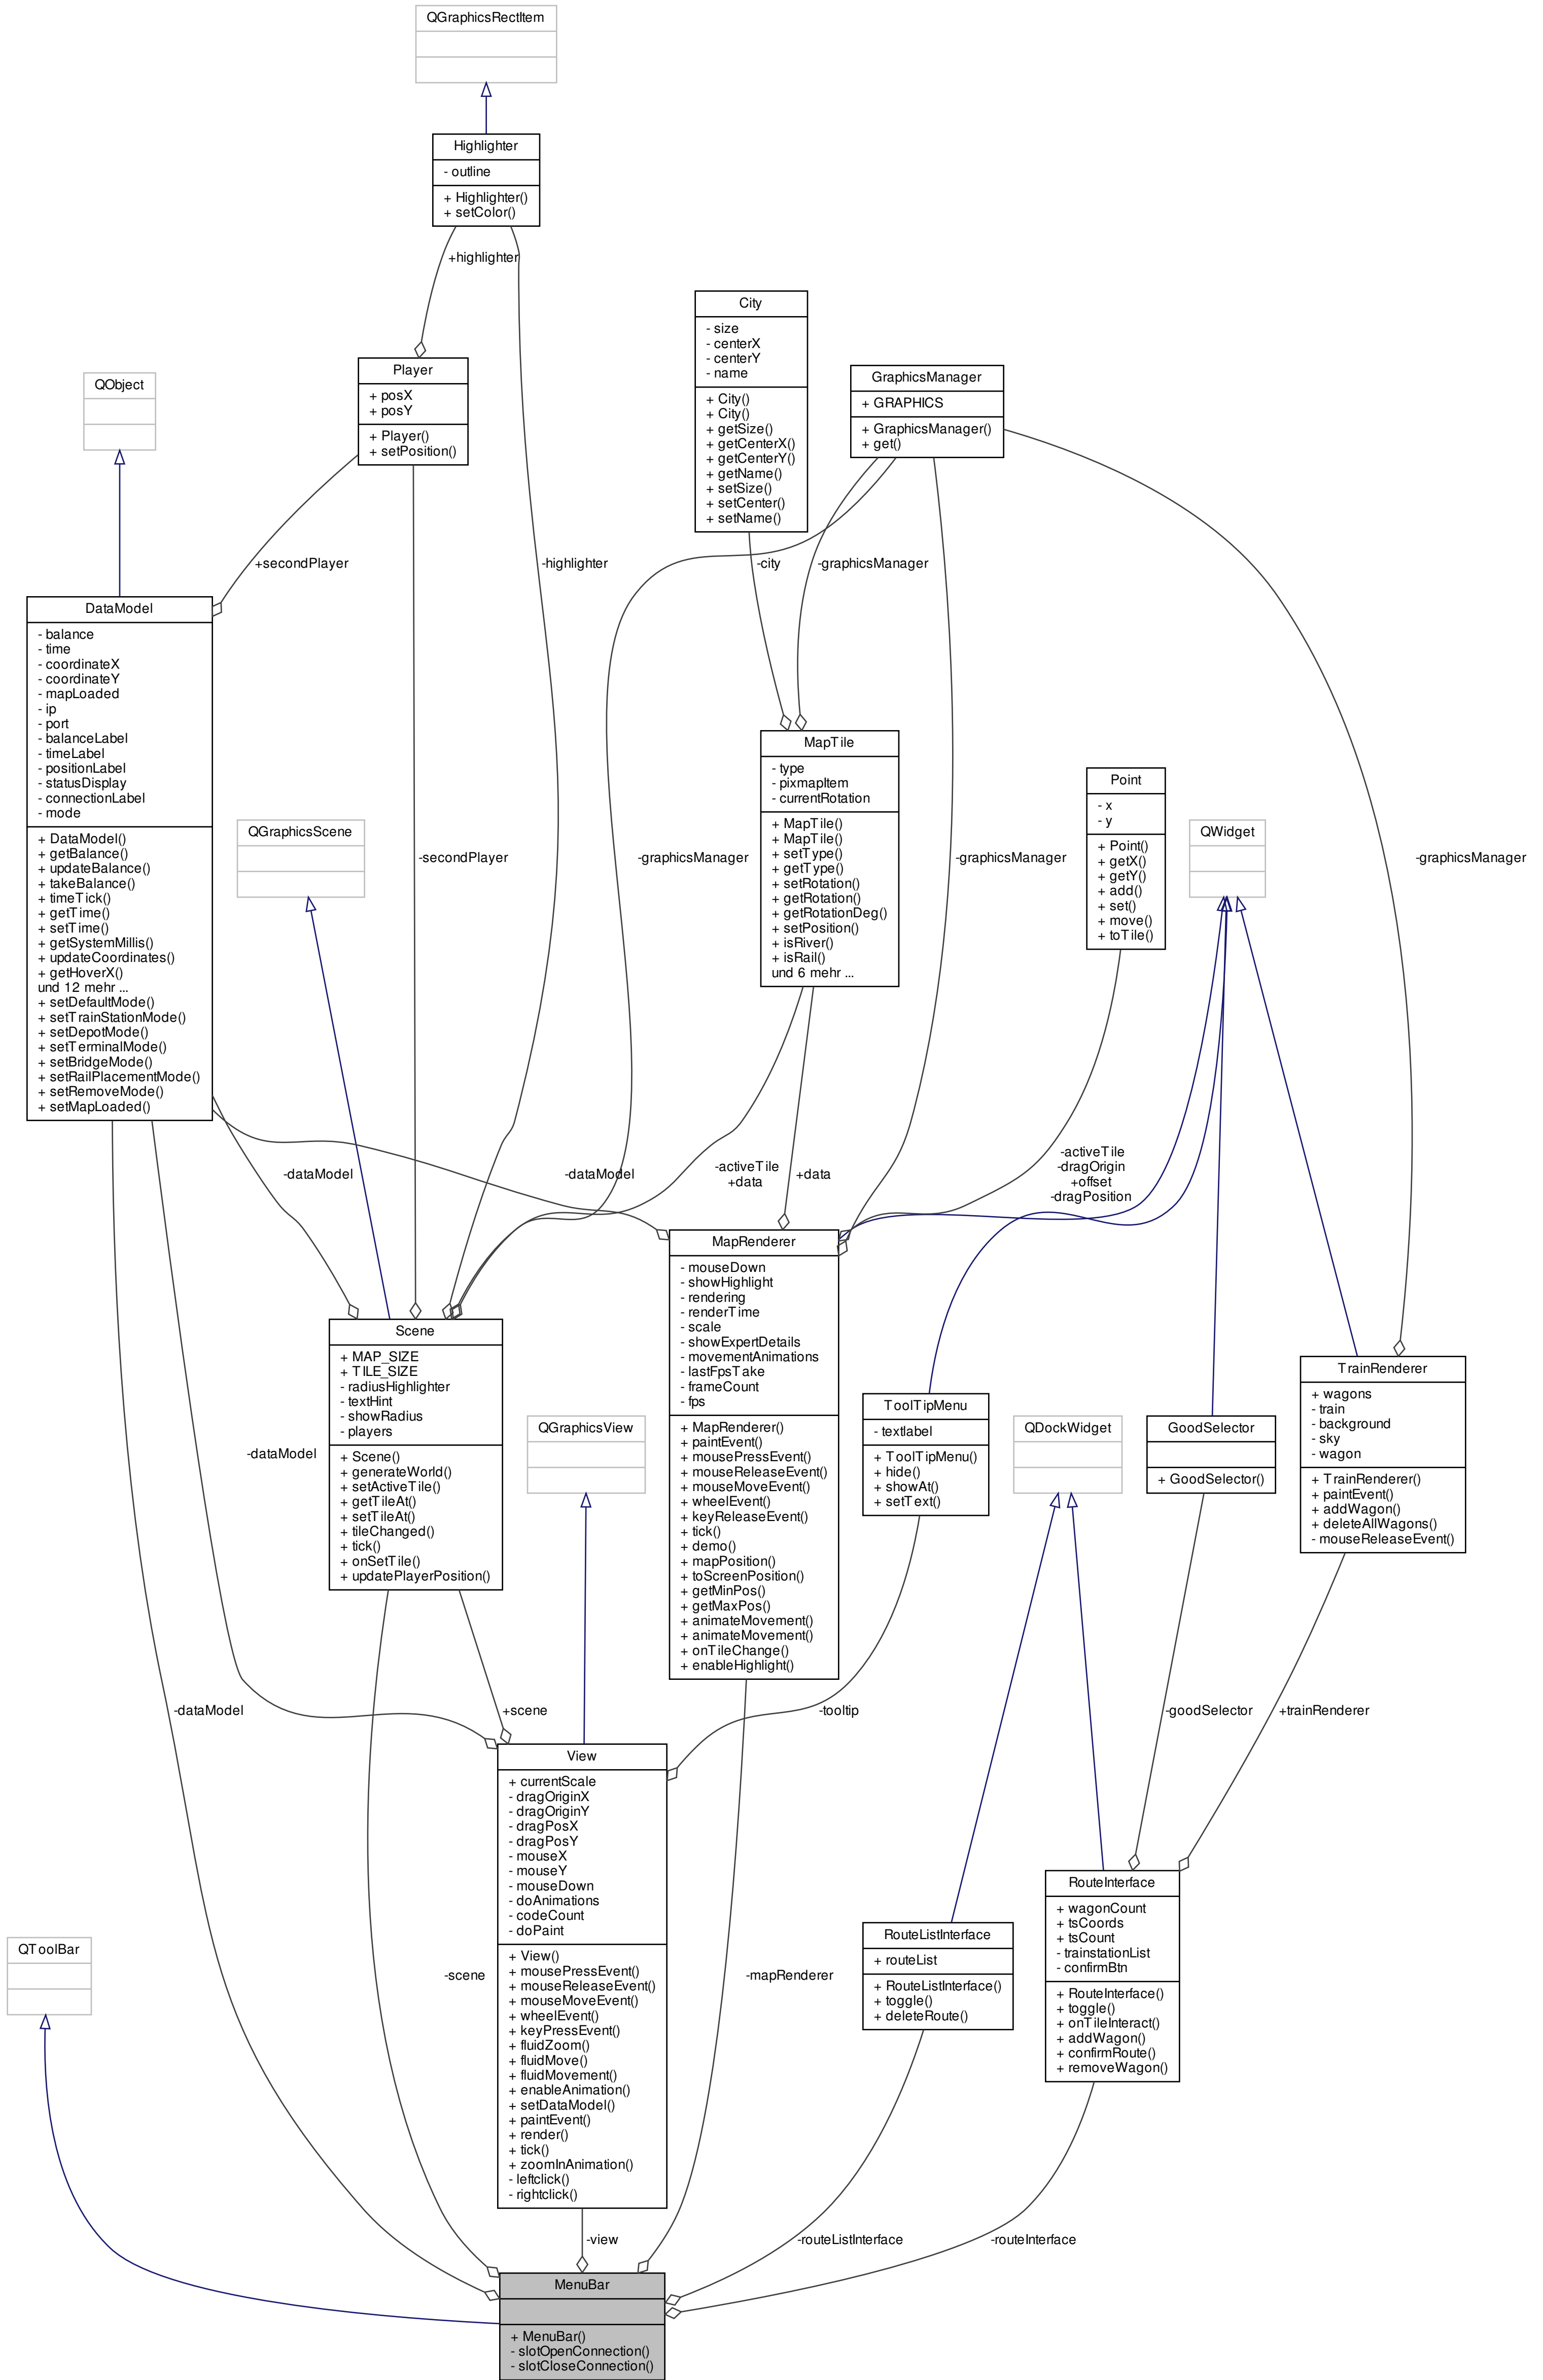 QGraphicsRectItem
Highlighter
- outline
+ Highlighter()
+ setColor()
+highlighter
City
- size
- centerX
- centerY
- name
+ City()
+ City()
+ getSize()
+ getCenterX()
+ getCenterY()
+ getName()
+ setSize()
+ setCenter()
+ setName()
Player
+ posX
+ posY
+ Player()
+ setPosition()
GraphicsManager
+ GRAPHICS
+ GraphicsManager()
+ get()
QObject
+secondPlayer
-highlighter
-city
-graphicsManager
DataModel
- balance
- time
- coordinateX
- coordinateY
- mapLoaded
- ip
- port
- balanceLabel
- timeLabel
- positionLabel
- statusDisplay
- connectionLabel
- mode
+ DataModel()
+ getBalance()
+ updateBalance()
+ takeBalance()
+ timeTick()
+ getTime()
+ setTime()
+ getSystemMillis()
+ updateCoordinates()
+ getHoverX()
und 12 mehr ...
+ setDefaultMode()
+ setTrainStationMode()
+ setDepotMode()
+ setTerminalMode()
+ setBridgeMode()
+ setRailPlacementMode()
+ setRemoveMode()
+ setMapLoaded()
MapTile
- type
- pixmapItem
- currentRotation
+ MapTile()
+ MapTile()
+ setType()
+ getType()
+ setRotation()
+ getRotation()
+ getRotationDeg()
+ setPosition()
+ isRiver()
+ isRail()
und 6 mehr ...
Point
- x
- y
+ Point()
+ getX()
+ getY()
+ add()
+ set()
+ move()
+ toTile()
QGraphicsScene
QWidget
-secondPlayer
-graphicsManager
-graphicsManager
-graphicsManager
-dataModel
-dataModel
-activeTile
+data
+data
-activeTile
-dragOrigin
+offset
-dragPosition
MapRenderer
- mouseDown
- showHighlight
- rendering
- renderTime
- scale
- showExpertDetails
- movementAnimations
- lastFpsTake
- frameCount
- fps
+ MapRenderer()
+ paintEvent()
+ mousePressEvent()
+ mouseReleaseEvent()
+ mouseMoveEvent()
+ wheelEvent()
+ keyReleaseEvent()
+ tick()
+ demo()
+ mapPosition()
+ toScreenPosition()
+ getMinPos()
+ getMaxPos()
+ animateMovement()
+ animateMovement()
+ onTileChange()
+ enableHighlight()
Scene
+ MAP_SIZE
+ TILE_SIZE
- radiusHighlighter
- textHint
- showRadius
- players
+ Scene()
+ generateWorld()
+ setActiveTile()
+ getTileAt()
+ setTileAt()
+ tileChanged()
+ tick()
+ onSetTile()
+ updatePlayerPosition()
TrainRenderer
+ wagons
- train
- background
- sky
- wagon
+ TrainRenderer()
+ paintEvent()
+ addWagon()
+ deleteAllWagons()
- mouseReleaseEvent()
ToolTipMenu
- textlabel
+ ToolTipMenu()
+ hide()
+ showAt()
+ setText()
QGraphicsView
QDockWidget
GoodSelector
+ GoodSelector()
-dataModel
-dataModel
+scene
-tooltip
-goodSelector
+trainRenderer
View
+ currentScale
- dragOriginX
- dragOriginY
- dragPosX
- dragPosY
- mouseX
- mouseY
- mouseDown
- doAnimations
- codeCount
- doPaint
+ View()
+ mousePressEvent()
+ mouseReleaseEvent()
+ mouseMoveEvent()
+ wheelEvent()
+ keyPressEvent()
+ fluidZoom()
+ fluidMove()
+ fluidMovement()
+ enableAnimation()
+ setDataModel()
+ paintEvent()
+ render()
+ tick()
+ zoomInAnimation()
- leftclick()
- rightclick()
RouteInterface
+ wagonCount
+ tsCoords
+ tsCount
- trainstationList
- confirmBtn
+ RouteInterface()
+ toggle()
+ onTileInteract()
+ addWagon()
+ confirmRoute()
+ removeWagon()
RouteListInterface
+ routeList
+ RouteListInterface()
+ toggle()
+ deleteRoute()
QToolBar
-scene
-mapRenderer
-view
-routeListInterface
-routeInterface
MenuBar
+ MenuBar()
- slotOpenConnection()
- slotCloseConnection()